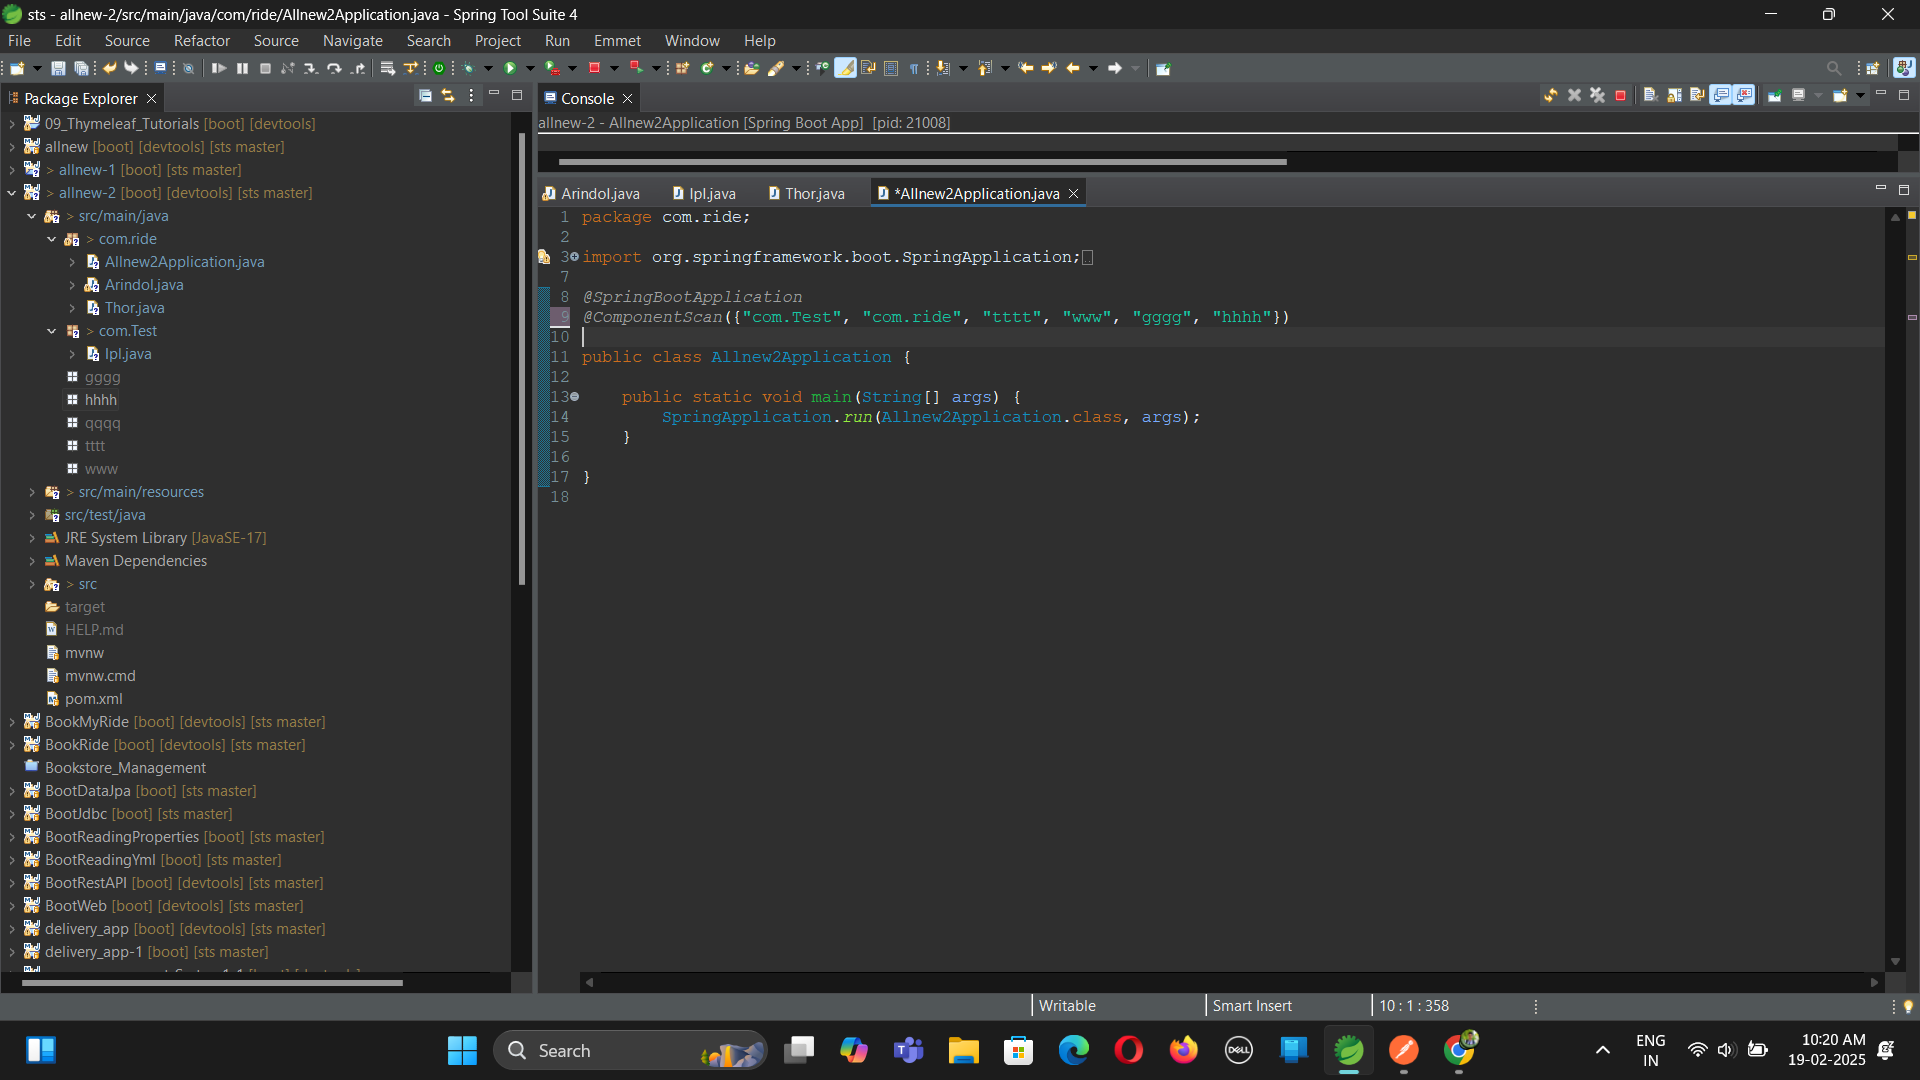 sts - allnew-2/src/main/java/com/ride/Allnew2Application.java - Spring Tool Suite 4
File Edit Source Refactor Source Navigate Search Project Run Emmet Window Help
Package Explorer
09_Thymeleaf_Tutorials [boot] [devtools]
allnew [boot] [devtools] [sts master]
> allnew-1 [boot] [sts master]
> allnew-2 [boot] [devtools] [sts master]
> src/main/java
> com.ride
Allnew2Application.java
Arindol.java
Thor.java
> com.Test
Ipl.java
gggg
hhhh
qqqq
tttt
www
> src/main/resources
src/test/java
JRE System Library [JavaSE-17]
Maven Dependencies
> src
target
HELP.md
mvnw
mvnw.cmd
pom.xml
BookMyRide [boot] [devtools] [sts master]
BookRide [boot] [devtools] [sts master]
Bookstore_Management
BootDataJpa [boot] [sts master]
BootJdbc [boot] [sts master]
BootReadingProperties [boot] [sts master]
BootReadingYml [boot] [sts master]
BootRestAPI [boot] [devtools] [sts master]
BootWeb [boot] [devtools] [sts master]
delivery_app [boot] [devtools] [sts master]
delivery_app-1 [boot] [sts master]
Console
allnew-2 - Allnew2Application [Spring Boot App] [pid: 21008]
Arindol.java Ipl.java Thor.java *Allnew2Application.java
1 package com.ride;
2
3 import org.springframework.boot.SpringApplication;
7
8 @SpringBootApplication
9 @ComponentScan({"com.Test", "com.ride", "tttt", "www", "gggg", "hhhh"})
10
11 public class Allnew2Application {
12
13 public static void main(String[] args) {
14 SpringApplication.run(Allnew2Application.class, args);
15 }
16
17 }
18
Writable Smart Insert 10 : 1 : 358
Search
DELL
ENG
IN
10:20 AM
19-02-2025